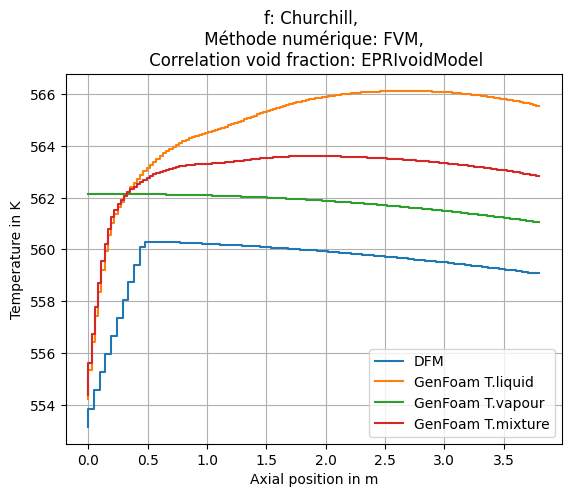 f: Churchill,
Méthode numérique: FVM,
Correlation void fraction: EPRIvoidModel
Temperature in K
566
564
562
560
558
556
554
0.0 0.5 1.0 1.5 2.0 2.5 3.0 3.5
Axial position in m
DFM
GenFoam T.liquid
GenFoam T.vapour
GenFoam T.mixture